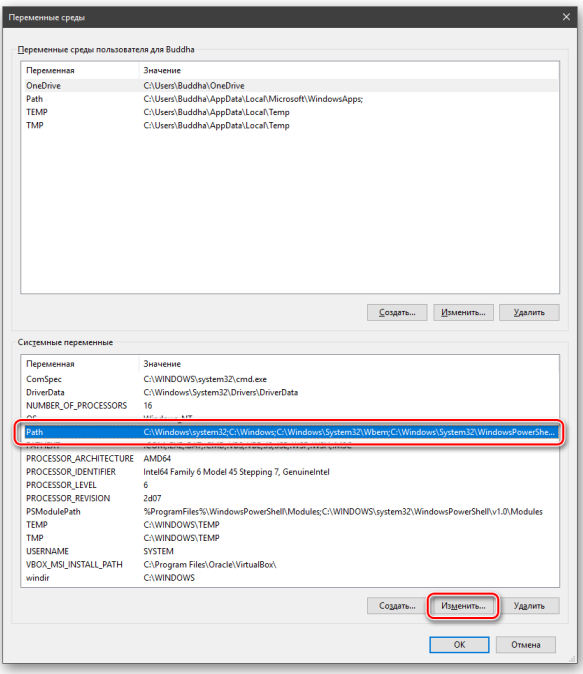 Переменные среды
Переменные среды пользователя для Buddha
Переменная Значение
OneDrive C:\Users\Buddha\OneDrive
Path C:\Users\Buddha\AppData\Local\Microsoft\WindowsApps;
TEMP C:\Users\Buddha\AppData\Local\Temp
TMP C:\Users\Buddha\AppData\Local\Temp
Создать... Изменить... Удалить
Системные переменные
Переменная Значение
ComSpec C:\WINDOWS\system32\cmd.exe
DriverData C:\Windows\System32\Drivers\DriverData
NUMBER_OF_PROCESSORS 16
OS Windows_NT
Path C:\Windows\system32;C:\Windows;C:\Windows\System32\Wbem;C:\Windows\System32\WindowsPowerShe...
PROCESSOR_ARCHITECTURE AMD64
PROCESSOR_IDENTIFIER Intel64 Family 6 Model 45 Stepping 7, GenuineIntel
PROCESSOR_LEVEL 6
PROCESSOR_REVISION 2d07
PSModulePath %ProgramFiles%\WindowsPowerShell\Modules;C:\WINDOWS\system32\WindowsPowerShell\v1.0\Modules
TEMP C:\WINDOWS\TEMP
TMP C:\WINDOWS\TEMP
USERNAME SYSTEM
VBOX_MSI_INSTALL_PATH C:\Program Files\Oracle\VirtualBox\
windir C:\WINDOWS
Создать... Изменить... Удалить
OK Отмена